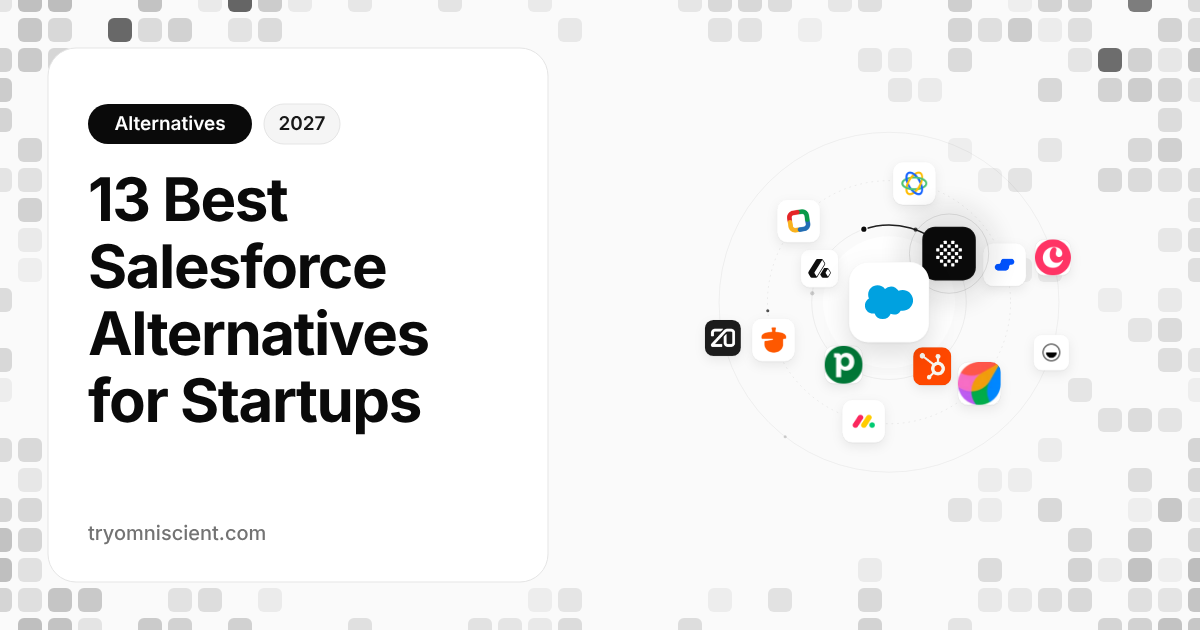 Alternatives
2027
13 Best
Salesforce
Alternatives
for Startups
tryomniscient.com